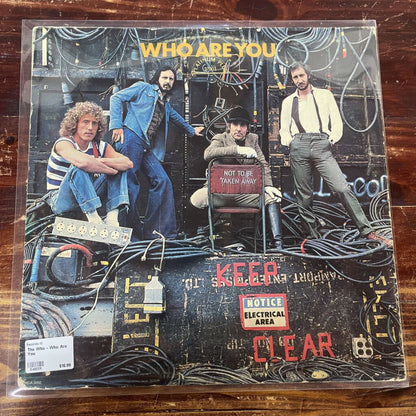 WHO ARE YOU
NOT TO BE
TAKEN AWAY
KEEP
NOTICE
ELECTRICAL
AREA
CLEAR
The Who - Who Are
You
$16.99